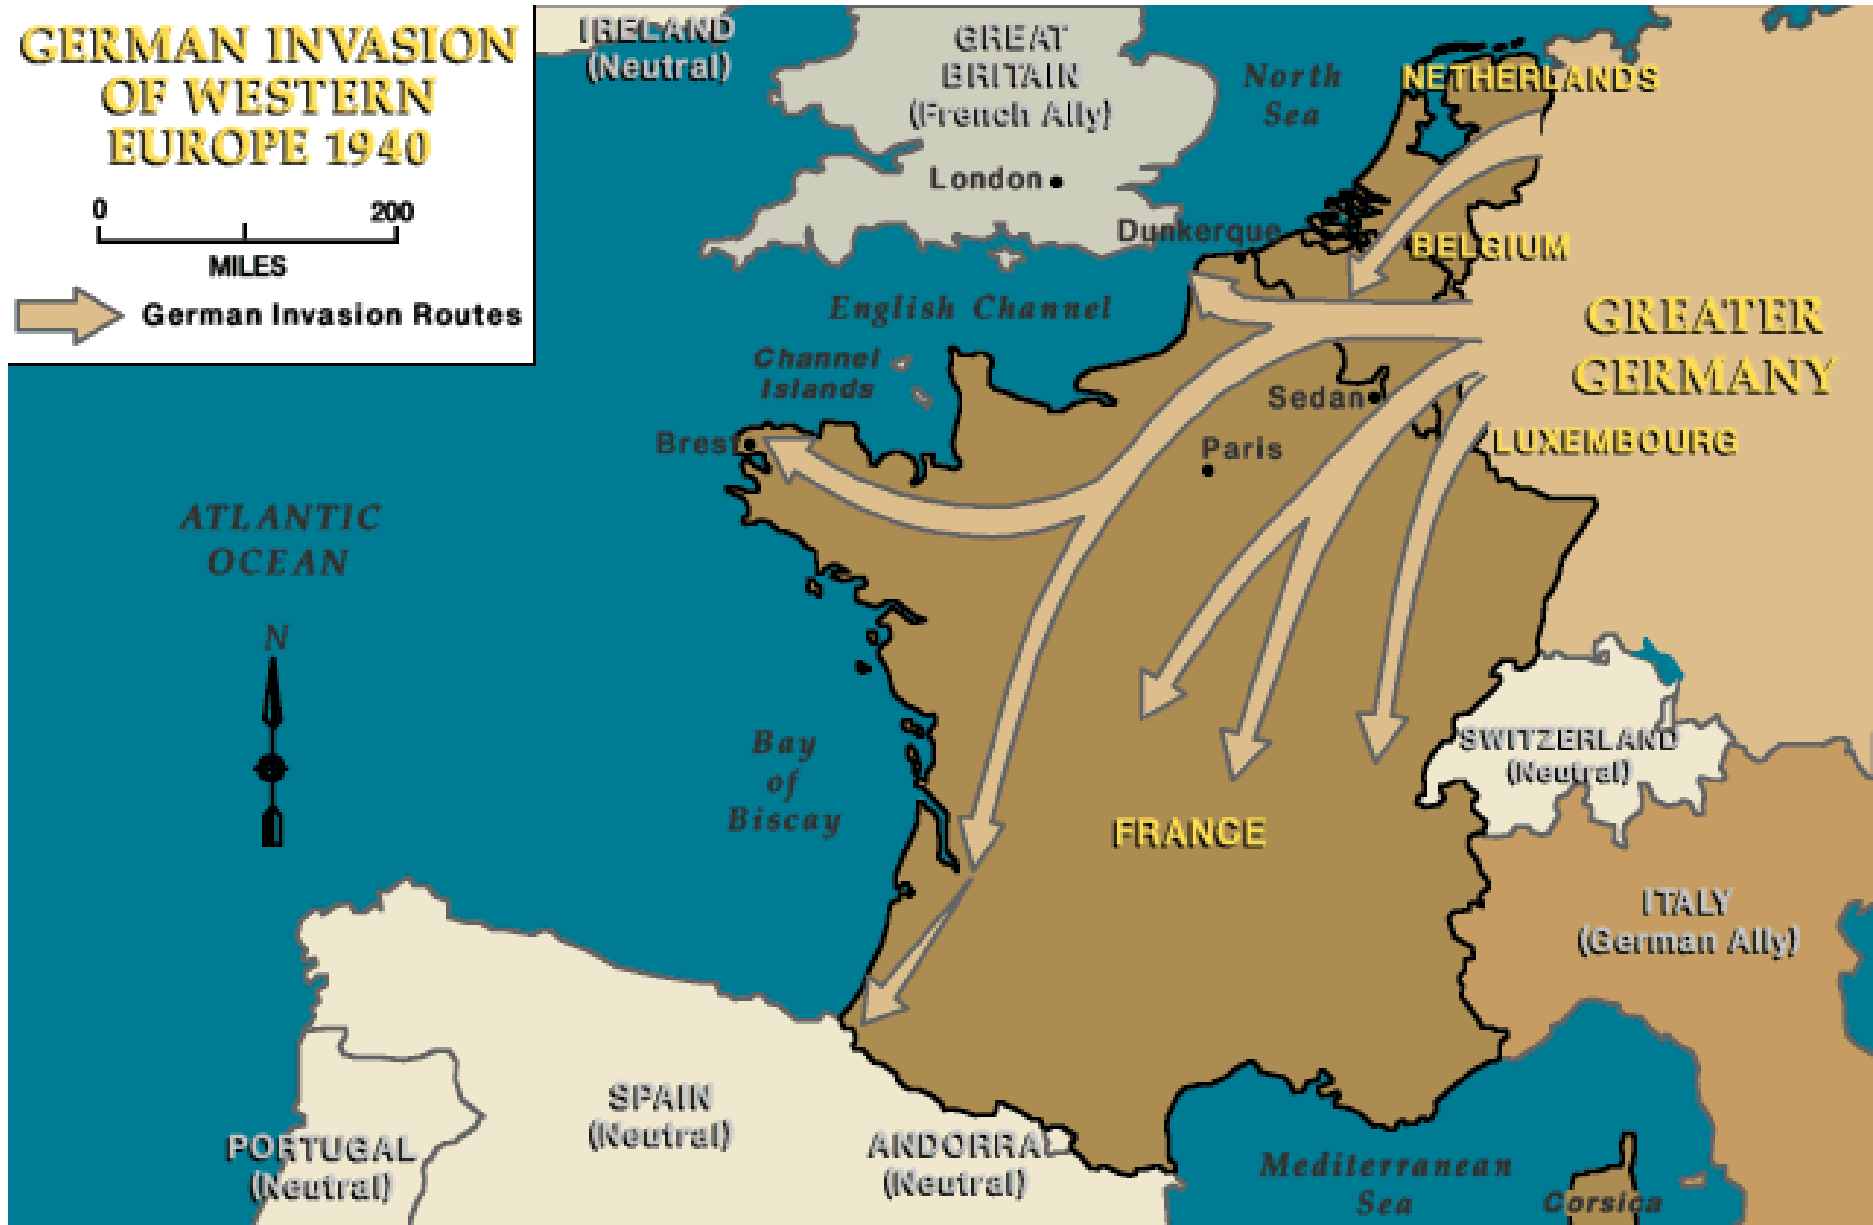 GERMAN INVASION
OF WESTERN
EUROPE 1940
0 200
MILES
German Invasion Routes
IRELAND
(Neutral)
GREAT
BRITAIN
(French Ally)
London
North
Sea
NETHERLANDS
Dunkerque
BELGIUM
English Channel
GREATER
GERMANY
Channel
Islands
Sedan
Brest
Paris
LUXEMBOURG
ATLANTIC
OCEAN
N
Bay
of
Biscay
SWITZERLAND
(Neutral)
FRANCE
ITALY
(German Ally)
SPAIN
(Neutral)
PORTUGAL
(Neutral)
ANDORRA
(Neutral)
Mediterranean
Sea
Corsica